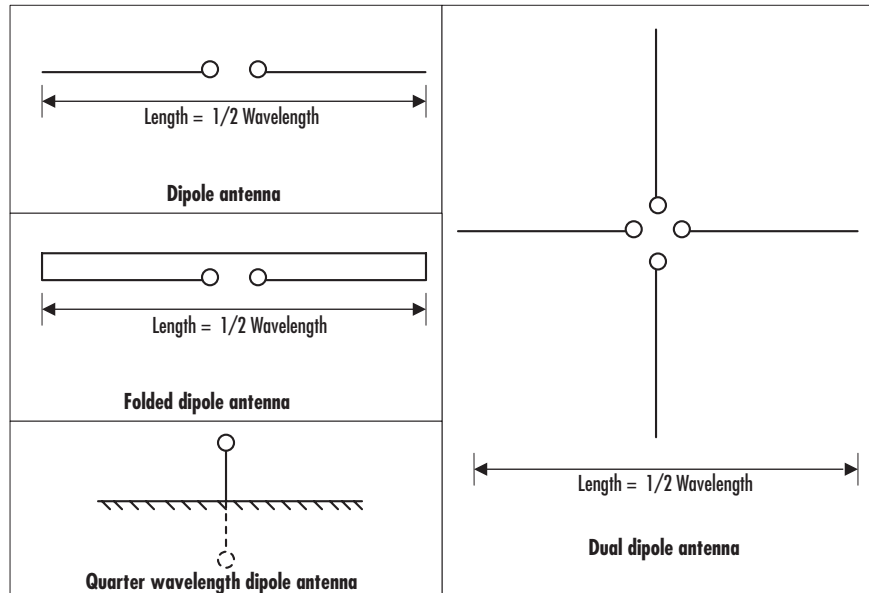 Length = 1/2 Wavelength
Dipole antenna
Length = 1/2 Wavelength
Folded dipole antenna
Quarter wavelength dipole antenna
Length = 1/2 Wavelength
Dual dipole antenna